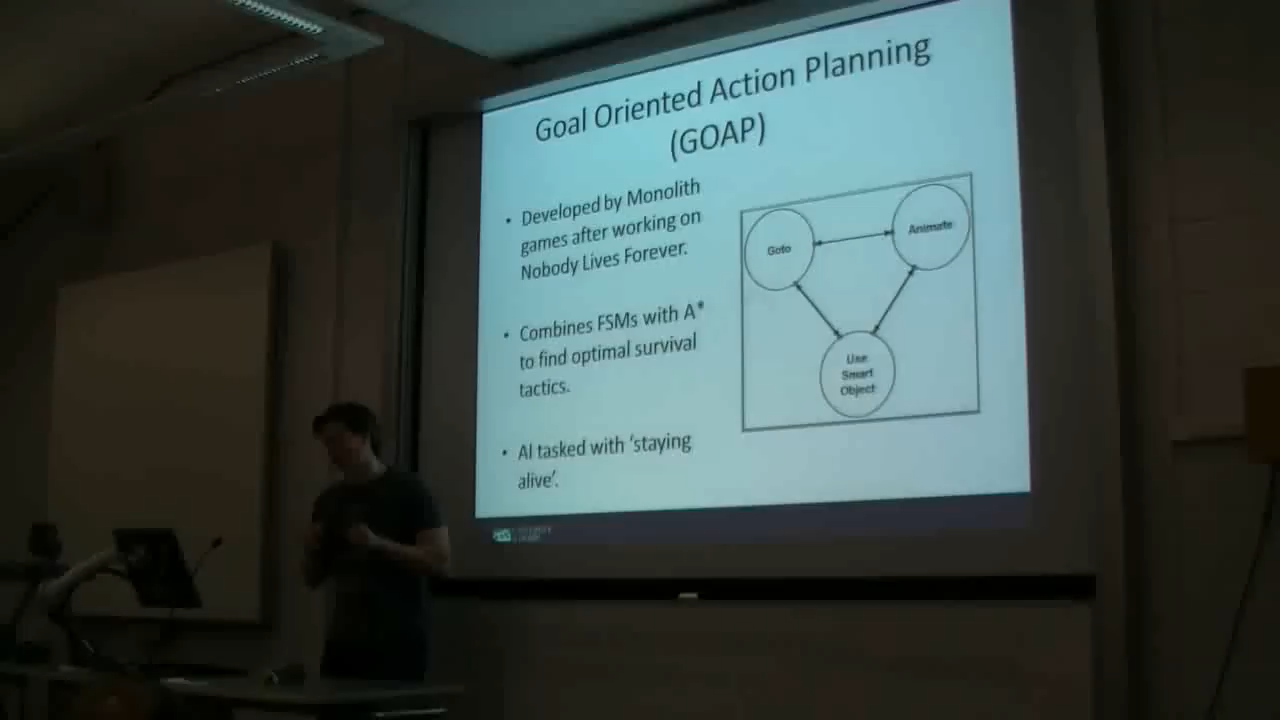 Goal Oriented Action Planning
(GOAP)
• Developed by Monolith
games after working on
Nobody Lives Forever.
• Combines FSMs with A*
to find optimal survival
tactics.
• AI tasked with 'staying
alive'.
Goto
Animate
Use
Smart
Object